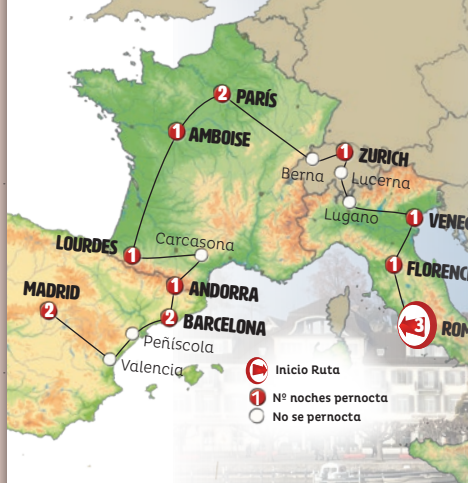 2 PARÍS
1 AMBOISE
1 ZURICH
Berna
Lucerna
Lugano
1 VENEC
LOURDES 1
Carcasona
1 FLORENC
MADRID
2
1 ANDORRA
2 BARCELONA
3 ROM
Peñíscola
Valencia
Inicio Ruta
1 Nº noches pernocta
No se pernocta